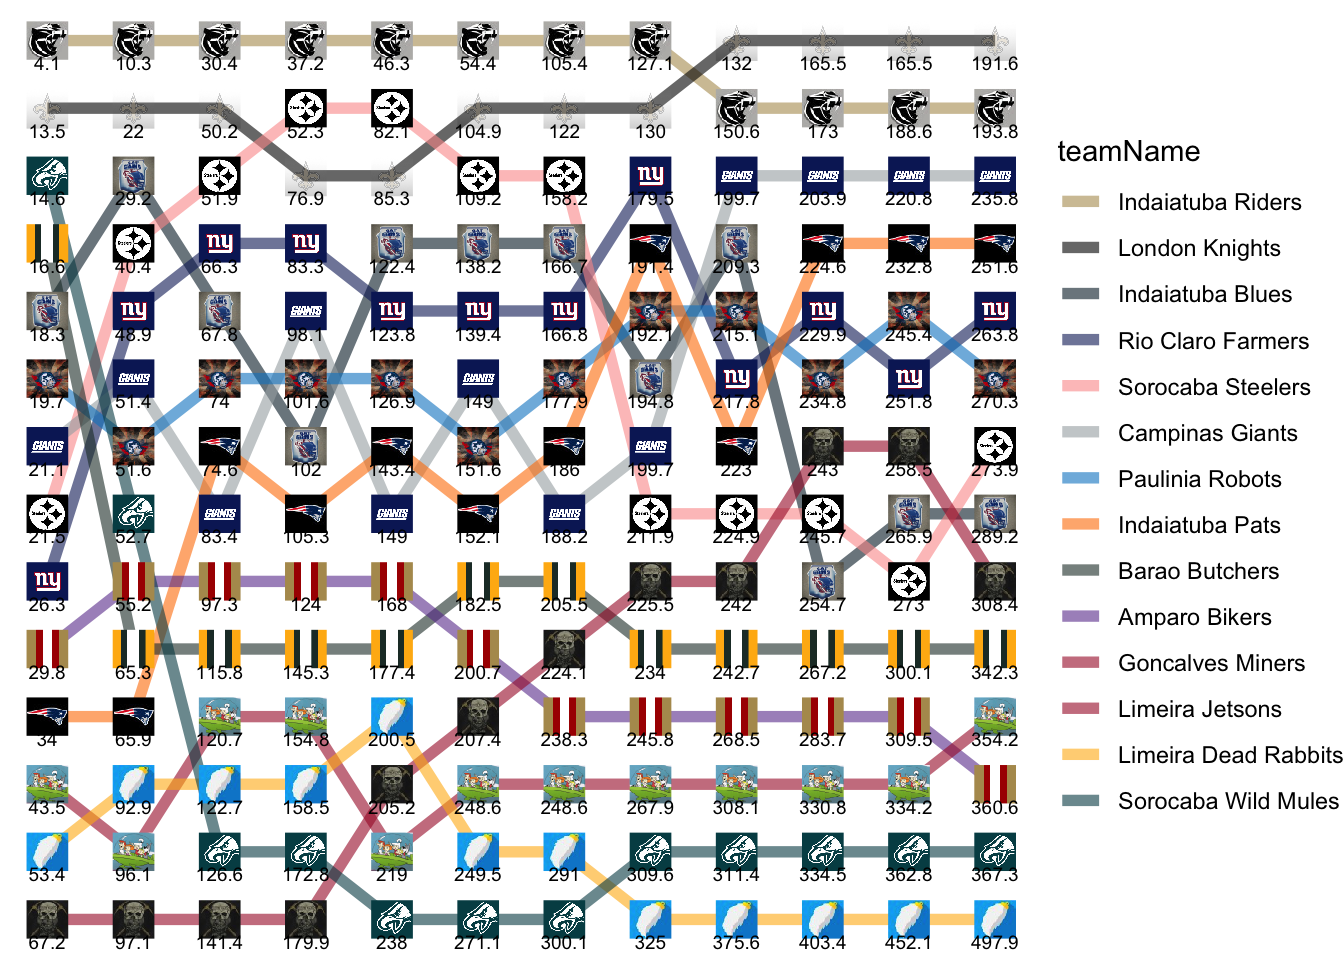 4.1 10.3 30.4 37.2 46.3 54.4 105.4 127.1 132 165.5 165.5 191.6
13.5 22 50.2 52.3 82.1 104.9 122 130 150.6 173 188.6 193.8
14.6 29.2 51.9 76.9 85.3 109.2 158.2 179.5 199.7 203.9 220.8 235.8
16.6 40.4 66.3 83.3 122.4 138.2 166.7 191.4 209.3 224.6 232.8 251.6
18.3 48.9 67.8 98.1 123.8 139.4 166.8 192.1 215.1 229.9 245.4 263.8
19.7 51.4 74 101.6 126.9 149 177.9 194.8 217.8 234.8 251.8 270.3
21.1 51.6 74.6 102 143.4 151.6 186 199.7 223 243 258.5 273.9
21.5 52.7 83.4 105.3 149 152.1 188.2 211.9 224.9 245.7 265.9 289.2
26.3 55.2 97.3 124 168 182.5 205.5 225.5 242 254.7 273 308.4
29.8 65.3 115.8 145.3 177.4 200.7 224.1 234 242.7 267.2 300.1 342.3
34 65.9 120.7 154.8 200.5 207.4 238.3 245.8 268.5 283.7 309.5 354.2
43.5 92.9 122.7 158.5 205.2 248.6 248.6 267.9 308.1 330.8 334.2 360.6
53.4 96.1 126.6 172.8 219 249.5 291 309.6 311.4 334.5 362.8 367.3
67.2 97.1 141.4 179.9 238 271.1 300.1 325 375.6 403.4 452.1 497.9
teamName
Indaiatuba Riders
London Knights
Indaiatuba Blues
Rio Claro Farmers
Sorocaba Steelers
Campinas Giants
Paulinia Robots
Indaiatuba Pats
Barao Butchers
Amparo Bikers
Goncalves Miners
Limeira Jetsons
Limeira Dead Rabbits
Sorocaba Wild Mules